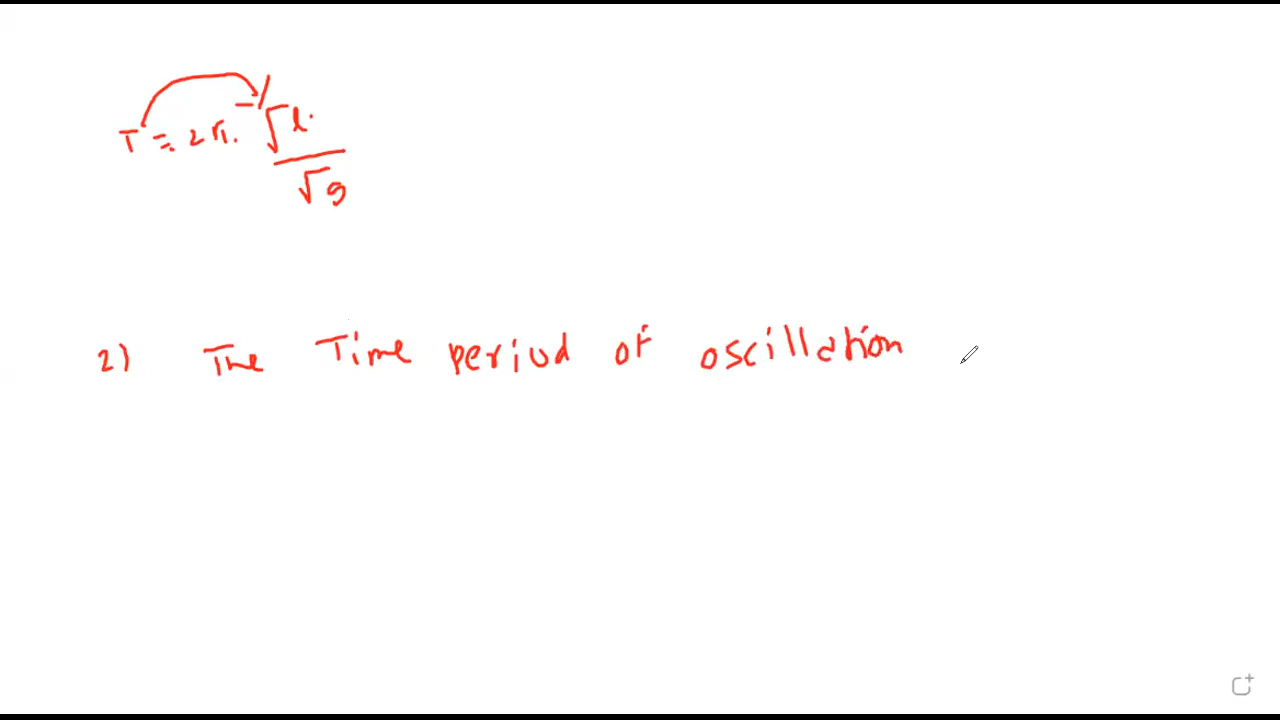 T = 2π. √l.
√g
2) The Time period of oscillation